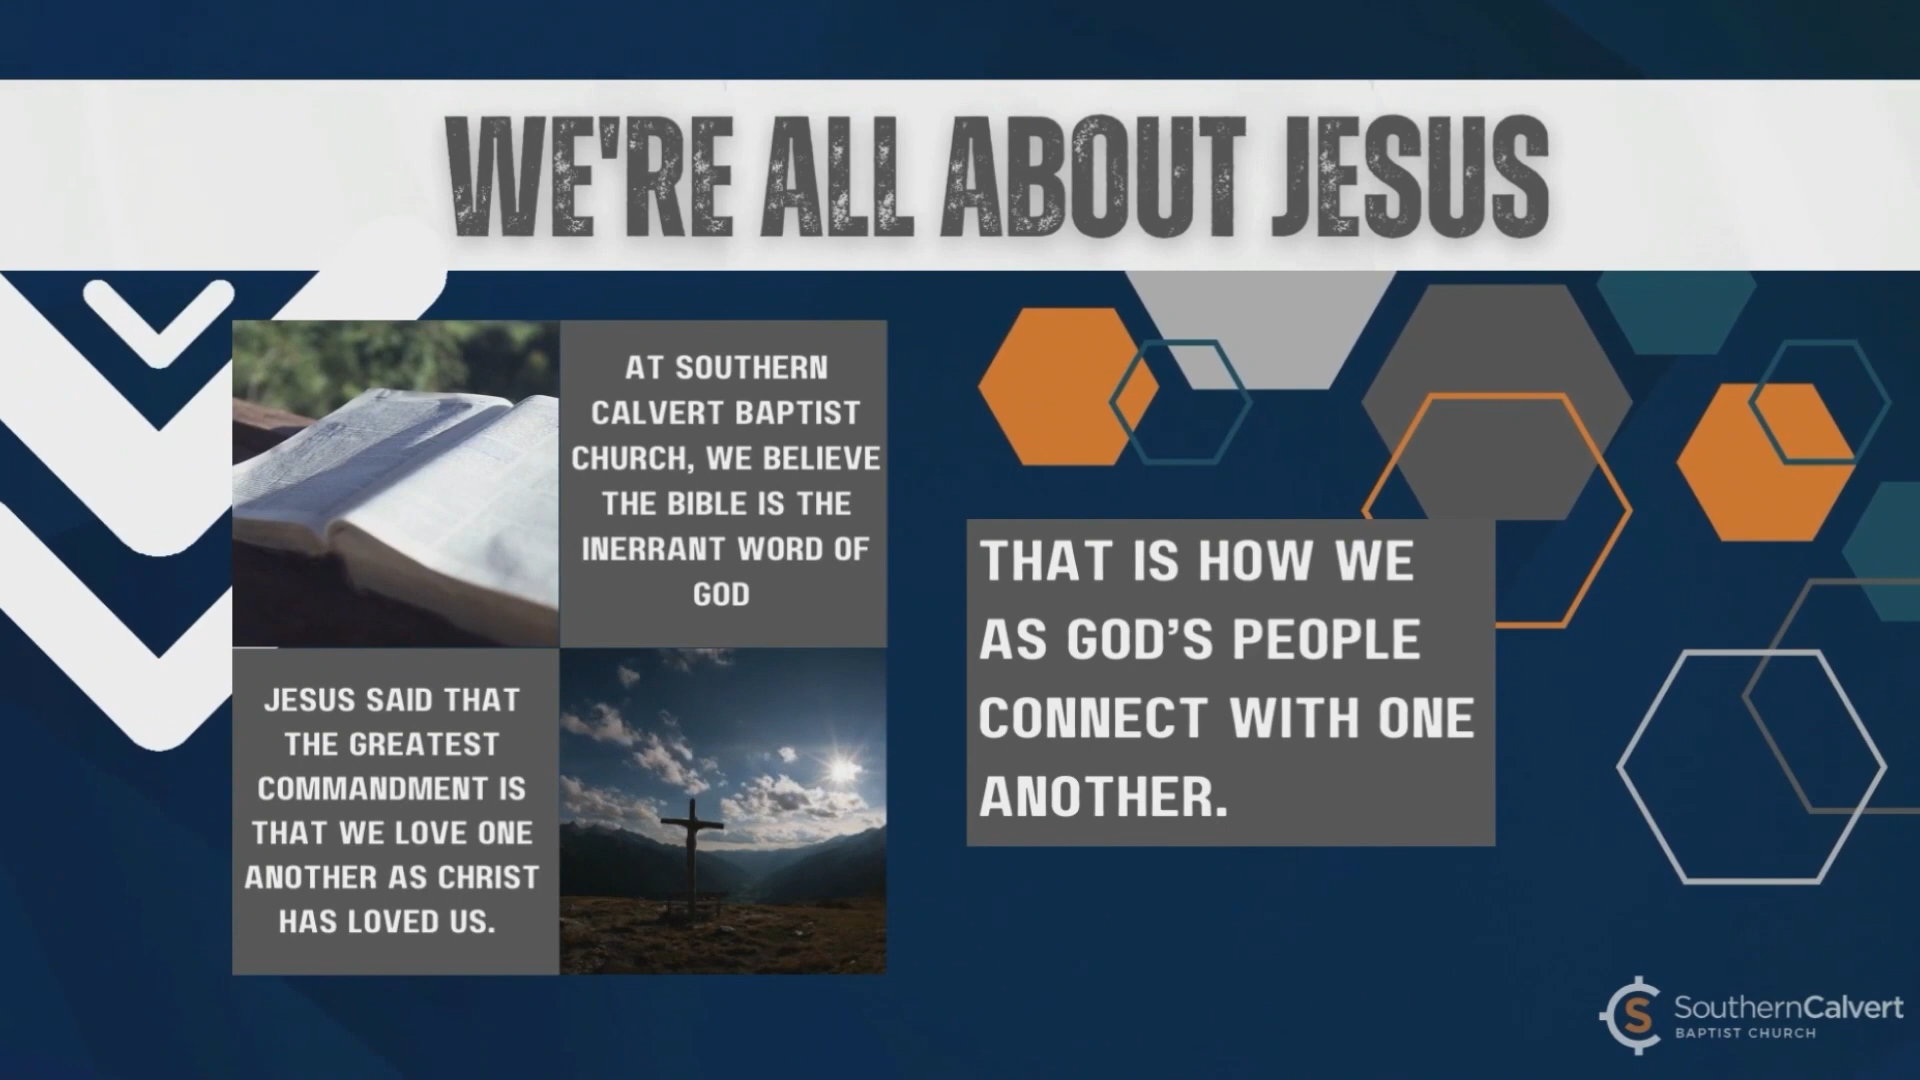 WE'RE ALL ABOUT JESUS
AT SOUTHERN
CALVERT BAPTIST
CHURCH, WE BELIEVE
THE BIBLE IS THE
INERRANT WORD OF
GOD
JESUS SAID THAT
THE GREATEST
COMMANDMENT IS
THAT WE LOVE ONE
ANOTHER AS CHRIST
HAS LOVED US.
THAT IS HOW WE
AS GOD’S PEOPLE
CONNECT WITH ONE
ANOTHER.
SouthernCalvert
BAPTIST CHURCH